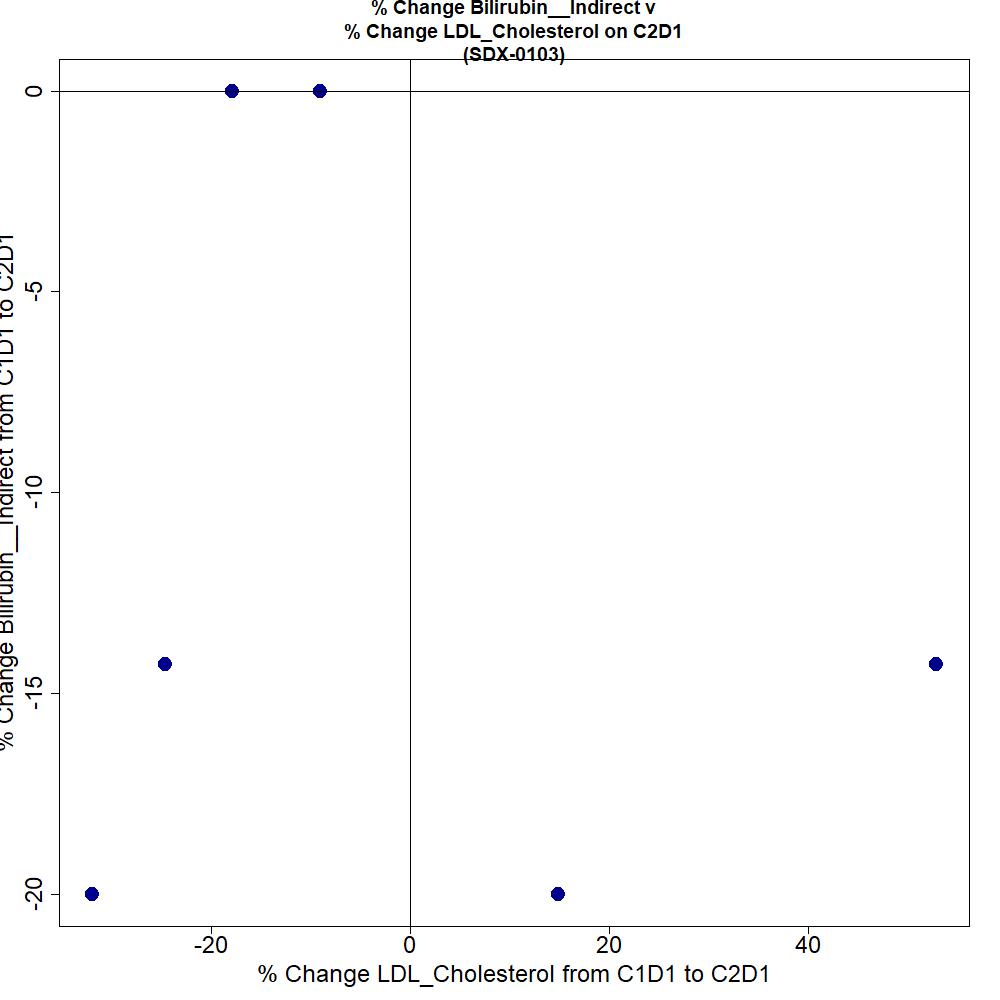 % Change Bilirubin__Indirect v
% Change LDL_Cholesterol on C2D1
(SDX-0103)
% Change Bilirubin__Indirect from C1D1 to C2D1
0
-5
-10
-15
-20
-20
0
20
40
% Change LDL_Cholesterol from C1D1 to C2D1